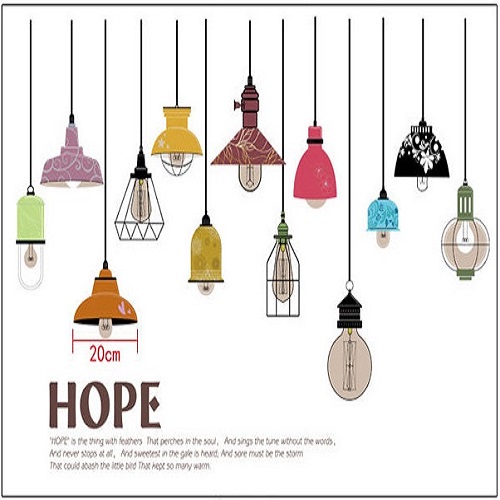 20cm
HOPE
"HOPE" is the thing with feathers That perches in the soul, And sings the tune without the words,
And never stops at all, And sweetest in the gale is heard; And sore must be the storm
That could abash the little bird That Kept so many warm.